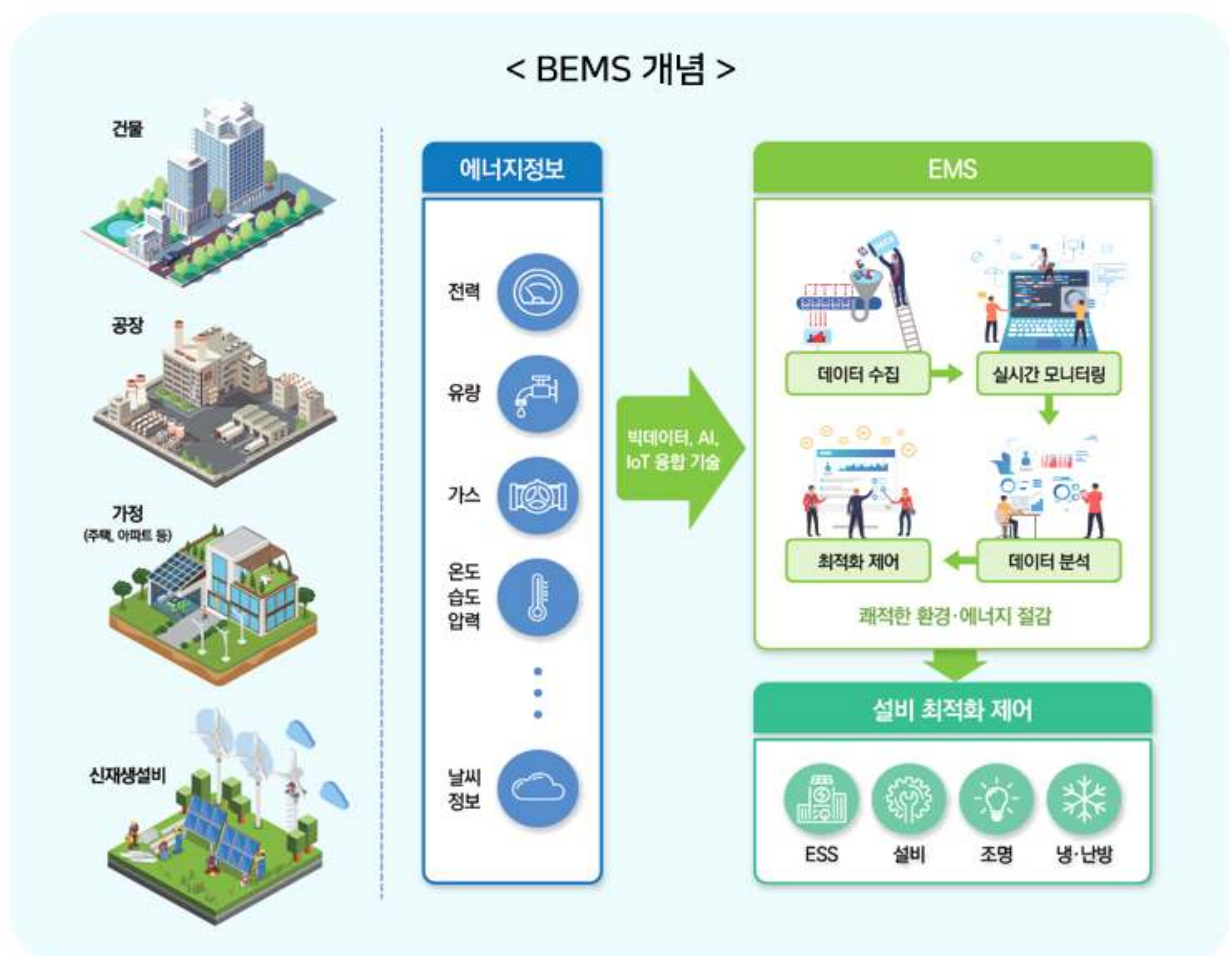 < BEMS 개념 >
건물
공장
가정
(주택, 아파트 등)
신재생설비
에너지정보
전력
유량
가스
온도
습도
압력
날씨
정보
빅데이터, AI,
IoT 융합 기술
EMS
데이터 수집
실시간 모니터링
최적화 제어
데이터 분석
쾌적한 환경·에너지 절감
설비 최적화 제어
ESS
설비
조명
냉·난방